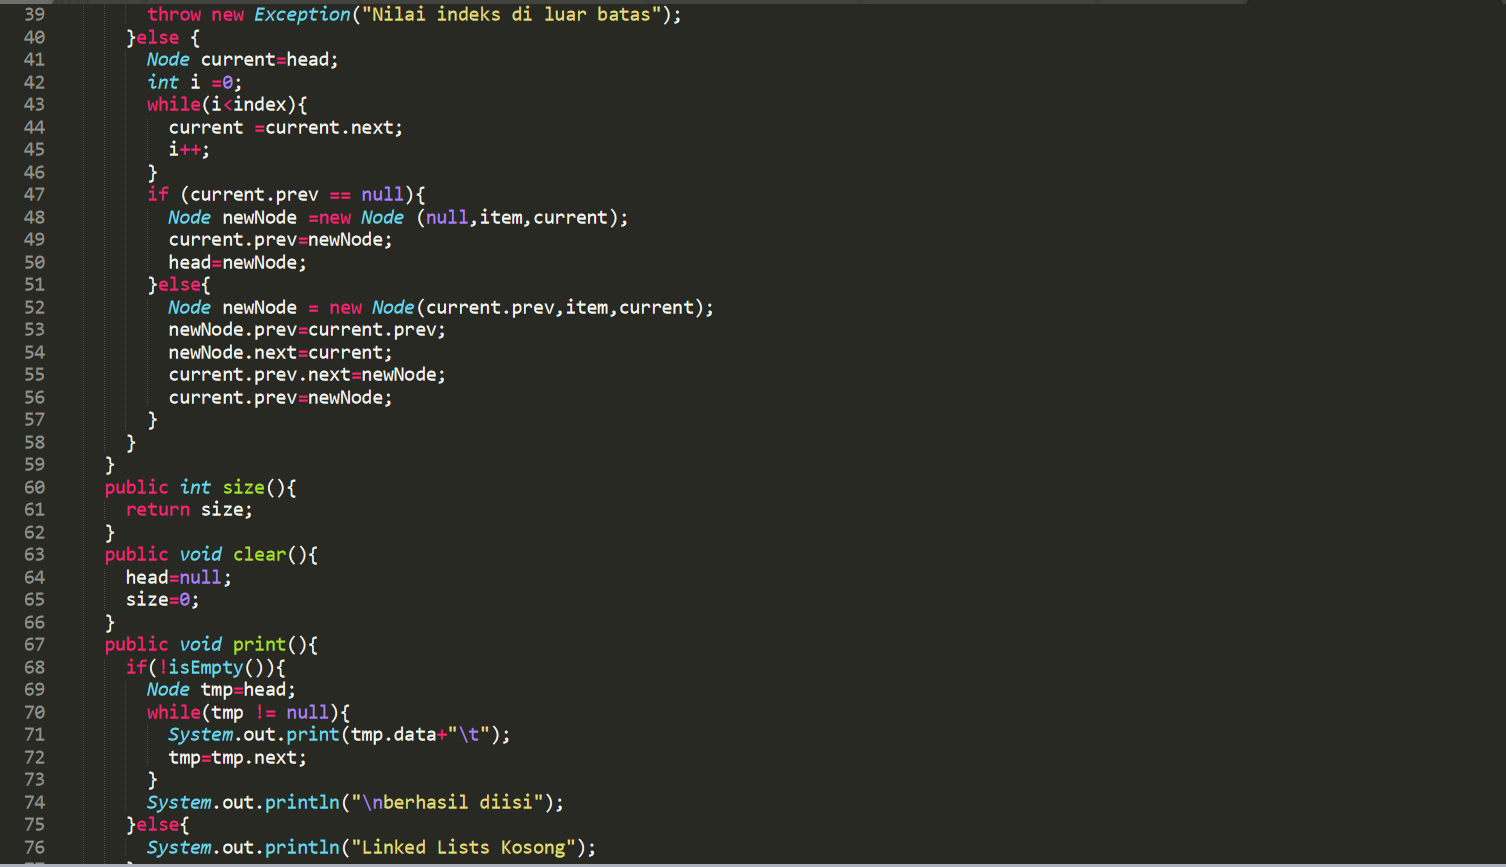 39 throw new Exception("Nilai indeks di luar batas");
40 }else {
41 Node current=head;
42 int i =0;
43 while(i<index){
44 current =current.next;
45 i++;
46 }
47 if (current.prev == null){
48 Node newNode =new Node (null,item,current);
49 current.prev=newNode;
50 head=newNode;
51 }else{
52 Node newNode = new Node(current.prev,item,current);
53 newNode.prev=current.prev;
54 newNode.next=current;
55 current.prev.next=newNode;
56 current.prev=newNode;
57 }
58 }
59 }
60 public int size(){
61 return size;
62 }
63 public void clear(){
64 head=null;
65 size=0;
66 }
67 public void print(){
68 if(!isEmpty()){
69 Node tmp=head;
70 while(tmp != null){
71 System.out.print(tmp.data+"\t");
72 tmp=tmp.next;
73 }
74 System.out.println("\nberhasil diisi");
75 }else{
76 System.out.println("Linked Lists Kosong");